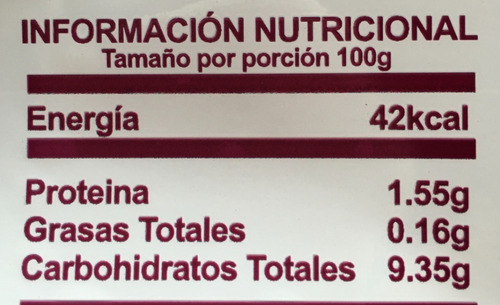 INFORMACIÓN NUTRICIONAL
Tamaño por porción 100g
Energía 42kcal
Proteina 1.55g
Grasas Totales 0.16g
Carbohidratos Totales 9.35g